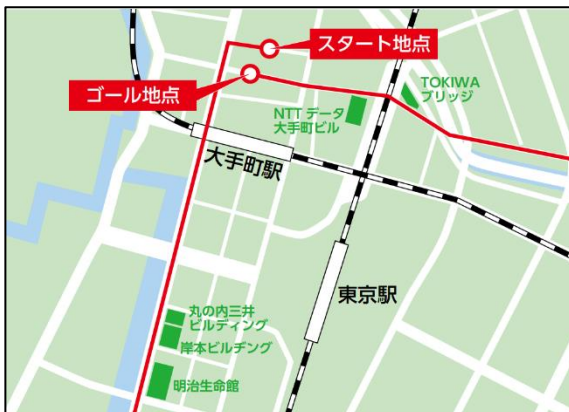 スタート地点
ゴール地点
TOKIWA
ブリッジ
NTT データ
大手町ビル
大手町駅
東京駅
丸の内三井
ビルディング
岸本ビルヂング
明治生命館